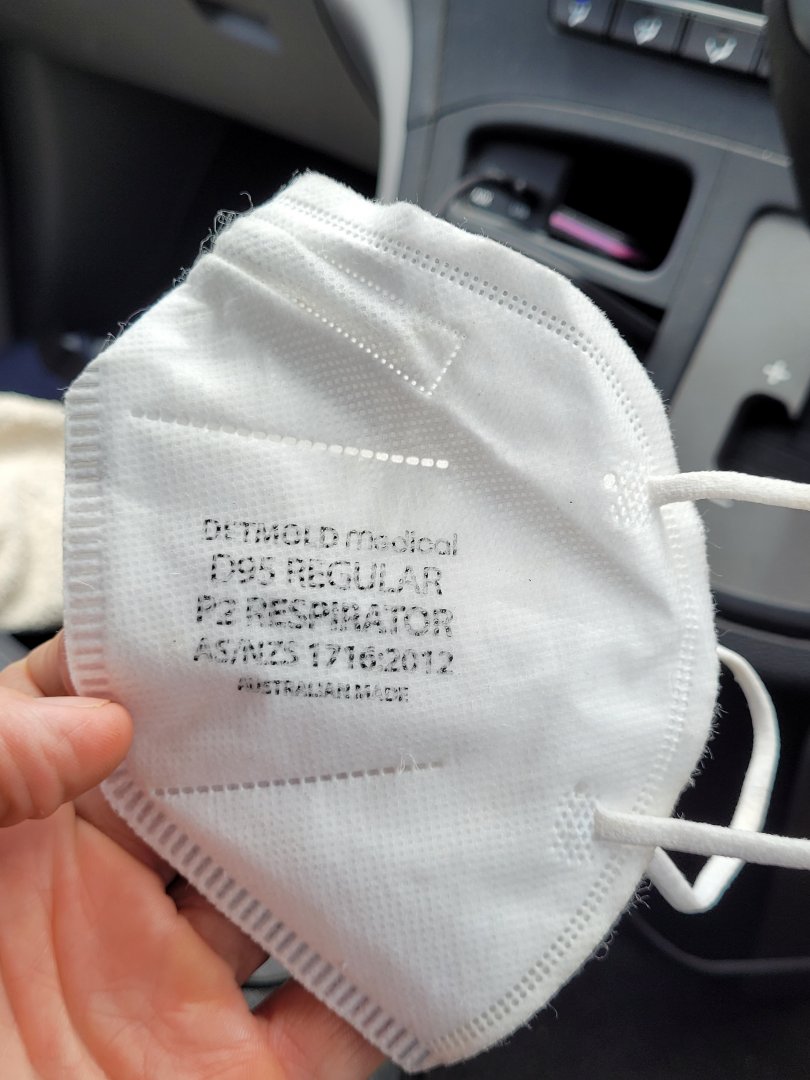 DETMOLD medical
D95 REGULAR
P2 RESPIRATOR
AS/NZS 1716:2012
AUSTRALIAN MADE